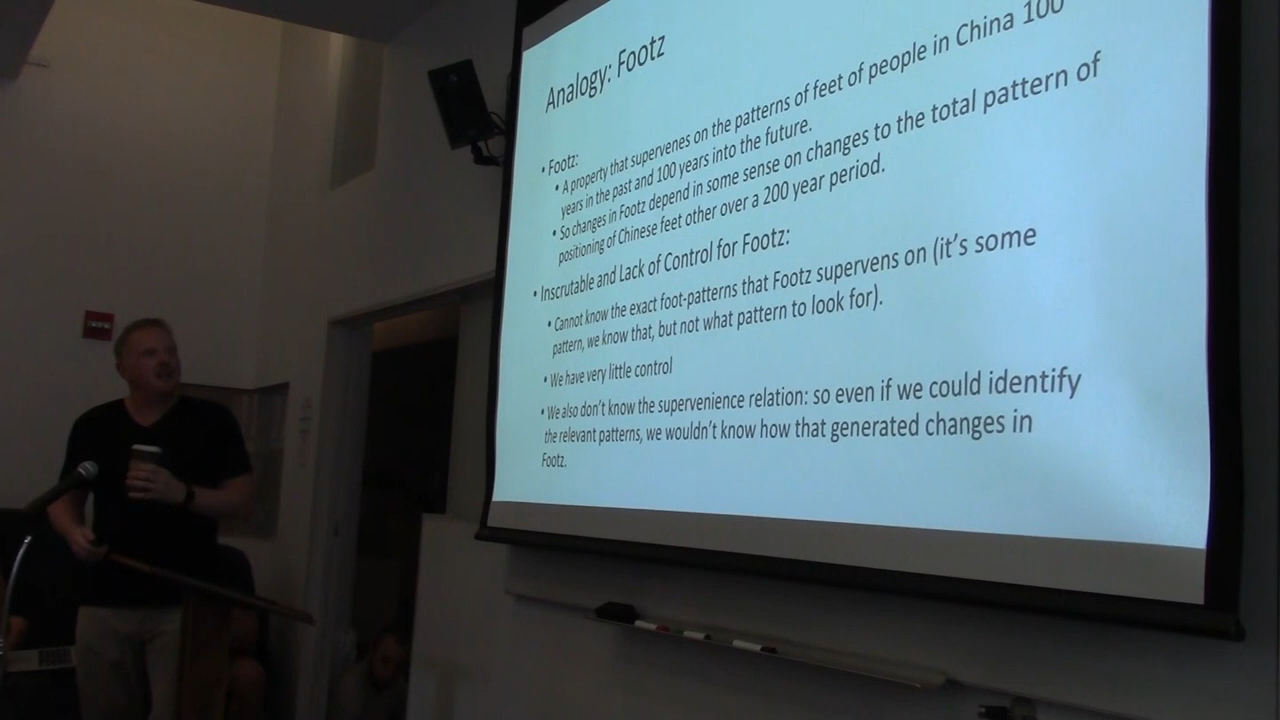 Analogy: Footz
• Footz:
• A property that supervenes on the patterns of feet of people in China 100
years in the past and 100 years into the future.
• So changes in Footz depend in some sense on changes to the total pattern of
positioning of Chinese feet other over a 200 year period.
• Inscrutable and Lack of Control for Footz:
• Cannot know the exact foot-patterns that Footz supervens on (it's some
pattern, we know that, but not what pattern to look for).
• We have very little control
• We also don't know the supervenience relation: so even if we could identify
the relevant patterns, we wouldn't know how that generated changes in
Footz.